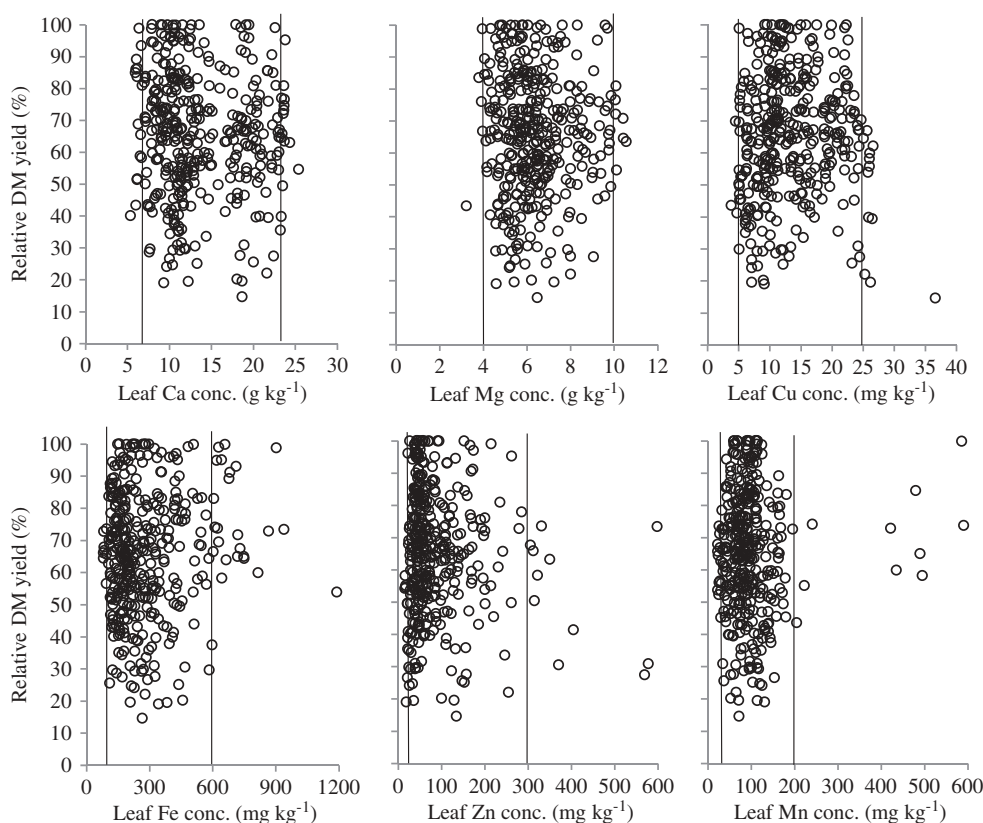 Relative DM yield (%)
100
90
80
70
60
50
40
30
20
10
0
0 5 10 15 20 25 30
Leaf Ca conc. (g kg⁻¹)
0 2 4 6 8 10 12
Leaf Mg conc. (g kg⁻¹)
0 5 10 15 20 25 30 35 40
Leaf Cu conc. (mg kg⁻¹)
Relative DM yield (%)
100
90
80
70
60
50
40
30
20
10
0
0 300 600 900 1200
Leaf Fe conc. (mg kg⁻¹)
0 100 200 300 400 500 600
Leaf Zn conc. (mg kg⁻¹)
0 100 200 300 400 500 600
Leaf Mn conc. (mg kg⁻¹)